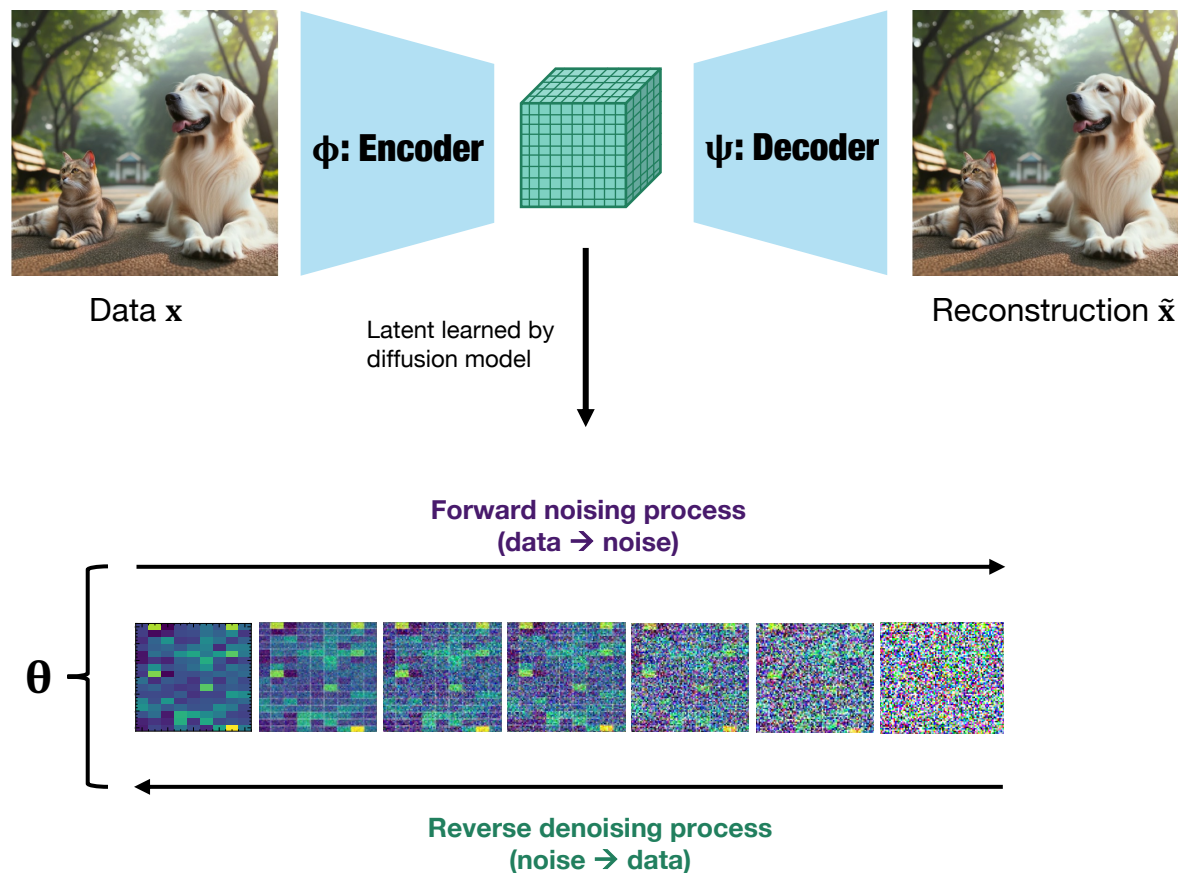 ϕ: Encoder
ψ: Decoder
Data x
Reconstruction x̃
Latent learned by
diffusion model
Forward noising process
(data → noise)
θ
Reverse denoising process
(noise → data)